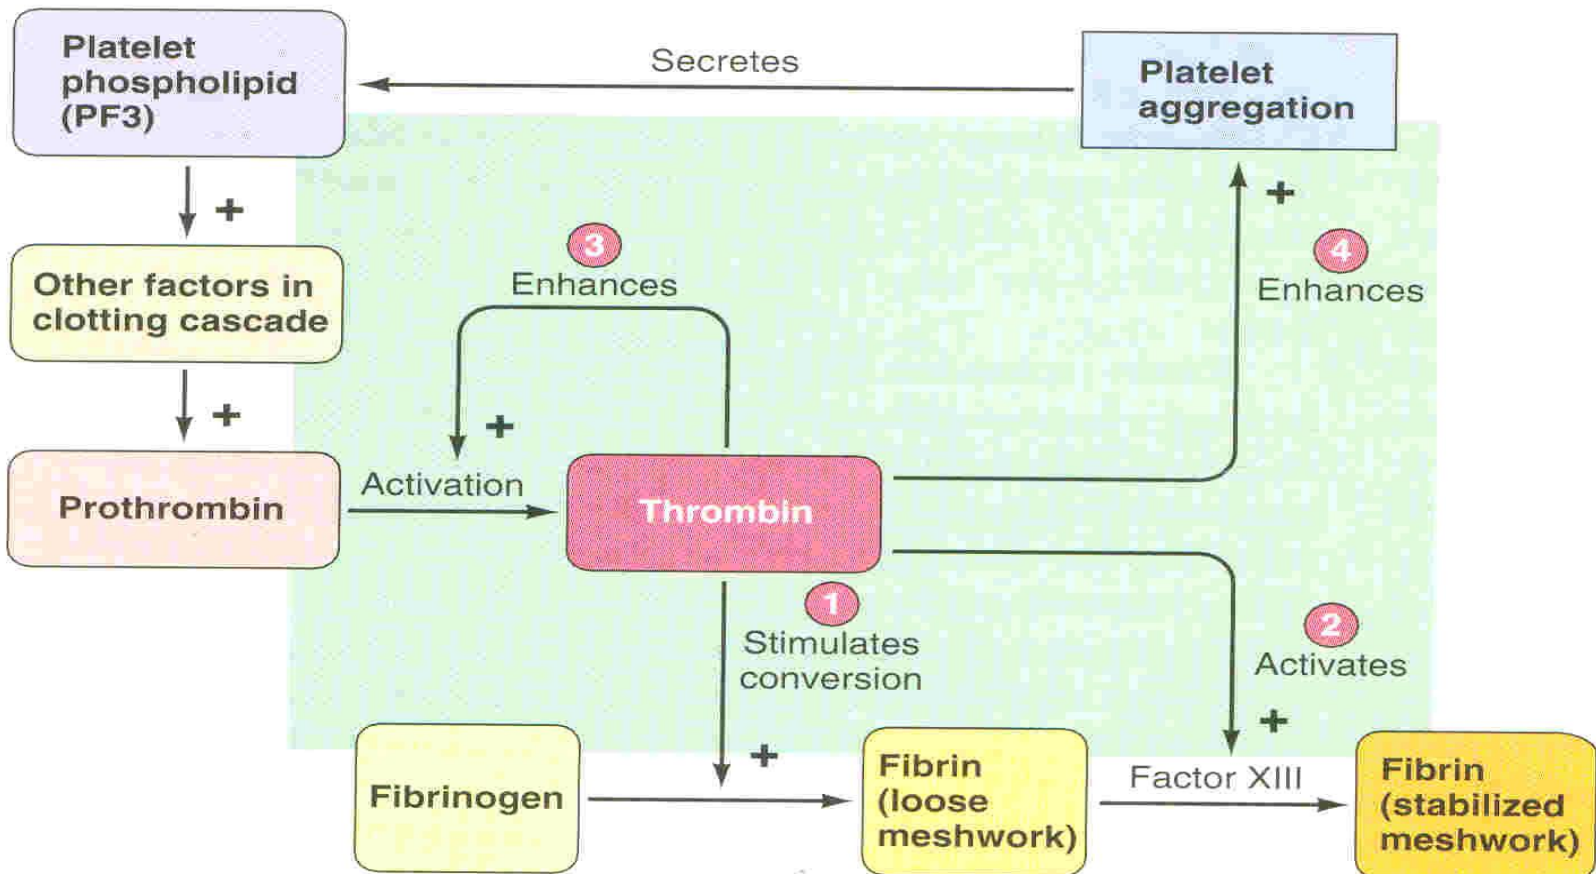 Platelet
phospholipid
(PF3)
Secretes
Platelet
aggregation
+
+
Other factors in
clotting cascade
3
Enhances
4
Enhances
+
+
Prothrombin
Activation
Thrombin
1
Stimulates
conversion
2
Activates
+
+
Fibrinogen
Fibrin
(loose
meshwork)
Factor XIII
Fibrin
(stabilized
meshwork)